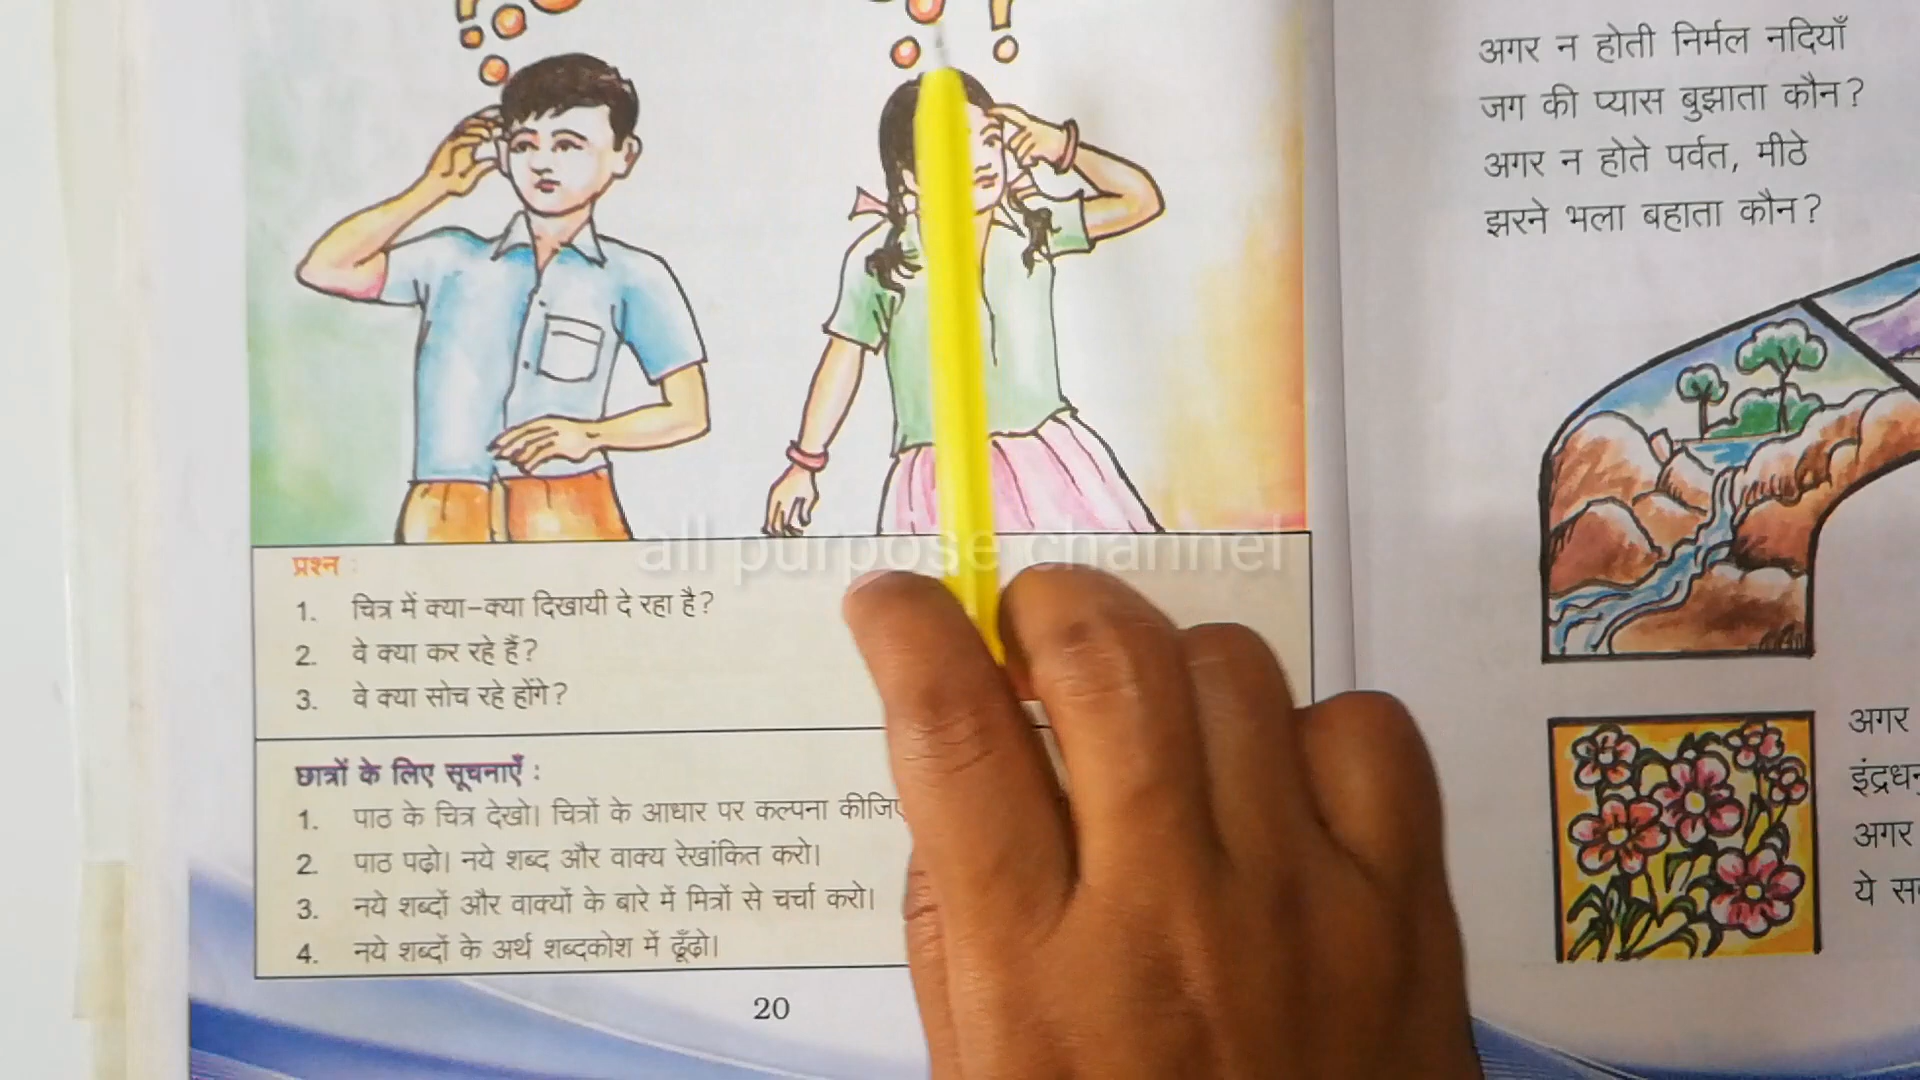 प्रश्न :
1. चित्र में क्या-क्या दिखायी दे रहा है?
2. वे क्या कर रहे हैं?
3. वे क्या सोच रहे होंगे?
छात्रों के लिए सूचनाएँ :
1. पाठ के चित्र देखो। चित्रों के आधार पर कल्पना
2. पाठ पढ़ो। नये शब्द और वाक्य रेखांकित करो।
3. नये शब्दों और वाक्यों के बारे में मित्रों से चर्चा करो।
4. नये शब्दों के अर्थ शब्दकोश में ढूँढ़ो।
20
all purpose channel
अगर न होती निर्मल नदियाँ
जग की प्यास बुझाता कौन?
अगर न होते पर्वत, मीठे
झरने भला बहाता कौन?
अगर
अगर
ये